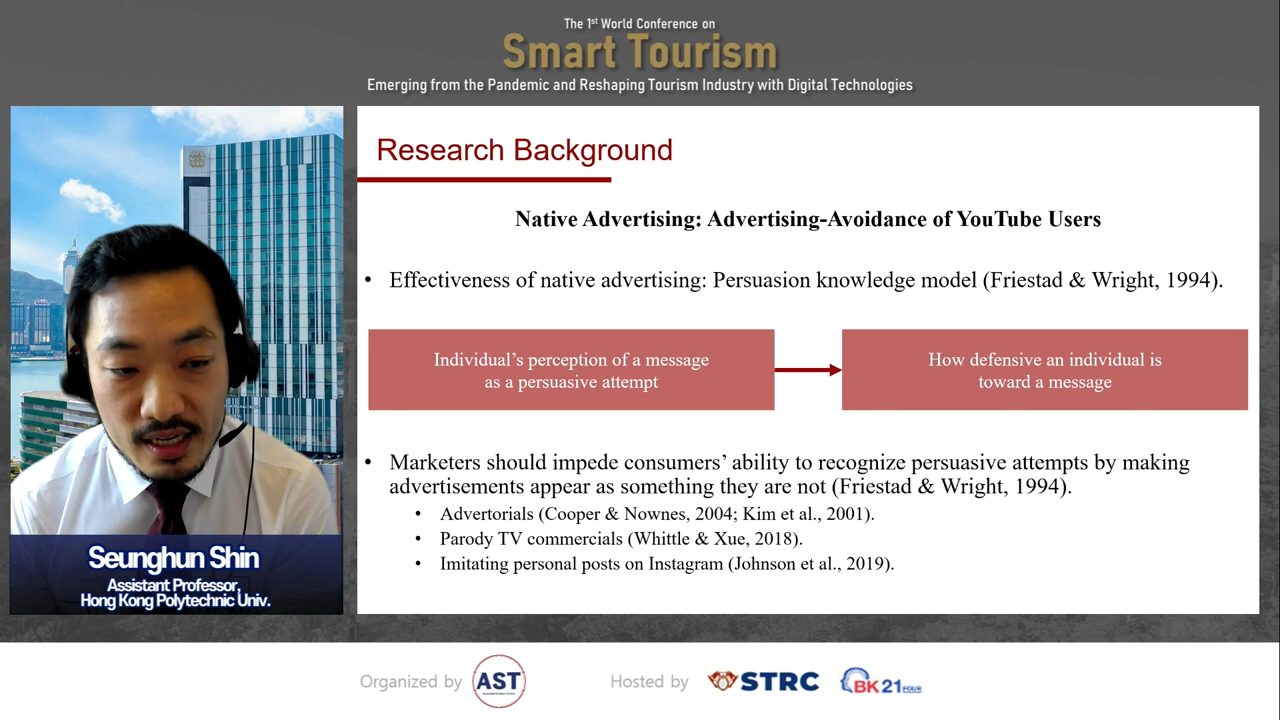 The 1st World Conference on
Smart Tourism
Emerging from the Pandemic and Reshaping Tourism Industry with Digital Technologies
Research Background
Native Advertising: Advertising-Avoidance of YouTube Users
• Effectiveness of native advertising: Persuasion knowledge model (Friestad & Wright, 1994).
Individual’s perception of a message
as a persuasive attempt
How defensive an individual is
toward a message
• Marketers should impede consumers’ ability to recognize persuasive attempts by making
advertisements appear as something they are not (Friestad & Wright, 1994).
• Advertorials (Cooper & Nownes, 2004; Kim et al., 2001).
• Parody TV commercials (Whittle & Xue, 2018).
• Imitating personal posts on Instagram (Johnson et al., 2019).
Seunghun Shin
Assistant Professor,
Hong Kong Polytechnic Univ.
Organized by AST
Hosted by STRC BK21 FOUR